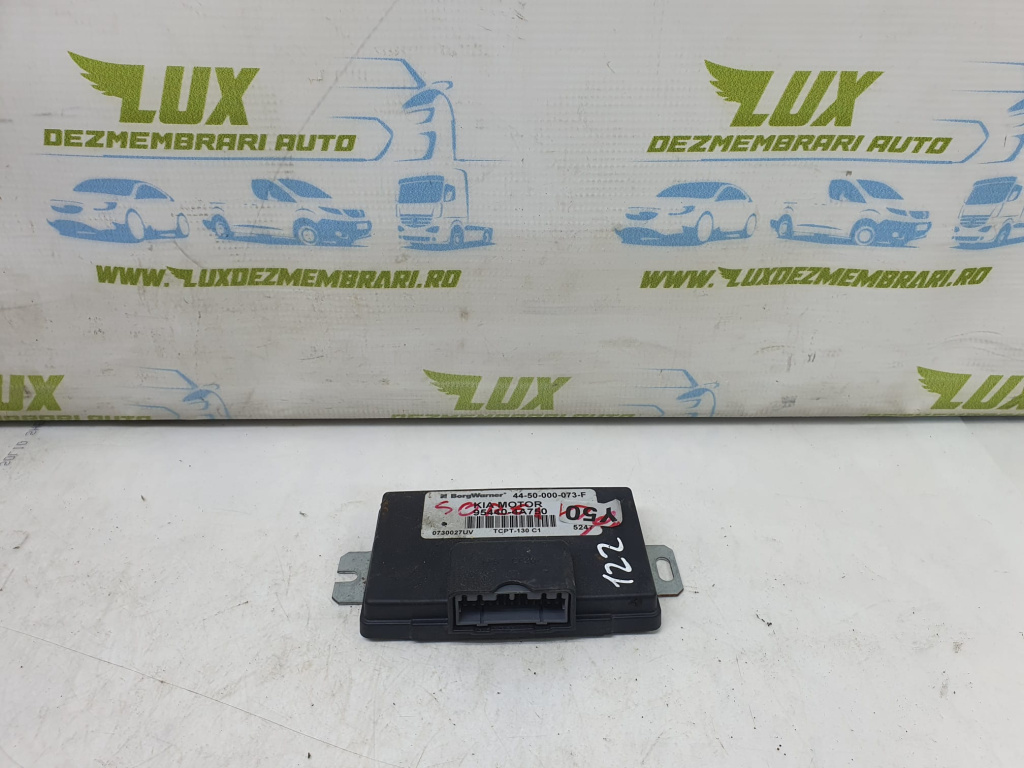 LUX
DEZMEMBRARI AUTO
WWW.LUXDEZMEMBRARI.RO
LUX
DEZMEMBRARI AUTO
WWW.LUXDEZMEMBRARI.RO
LUX
LUX
LUX
BorgWarner 44-50-000-073-F
KIA MOTOR
Y50
0730027UV TCPT-130 C1
122